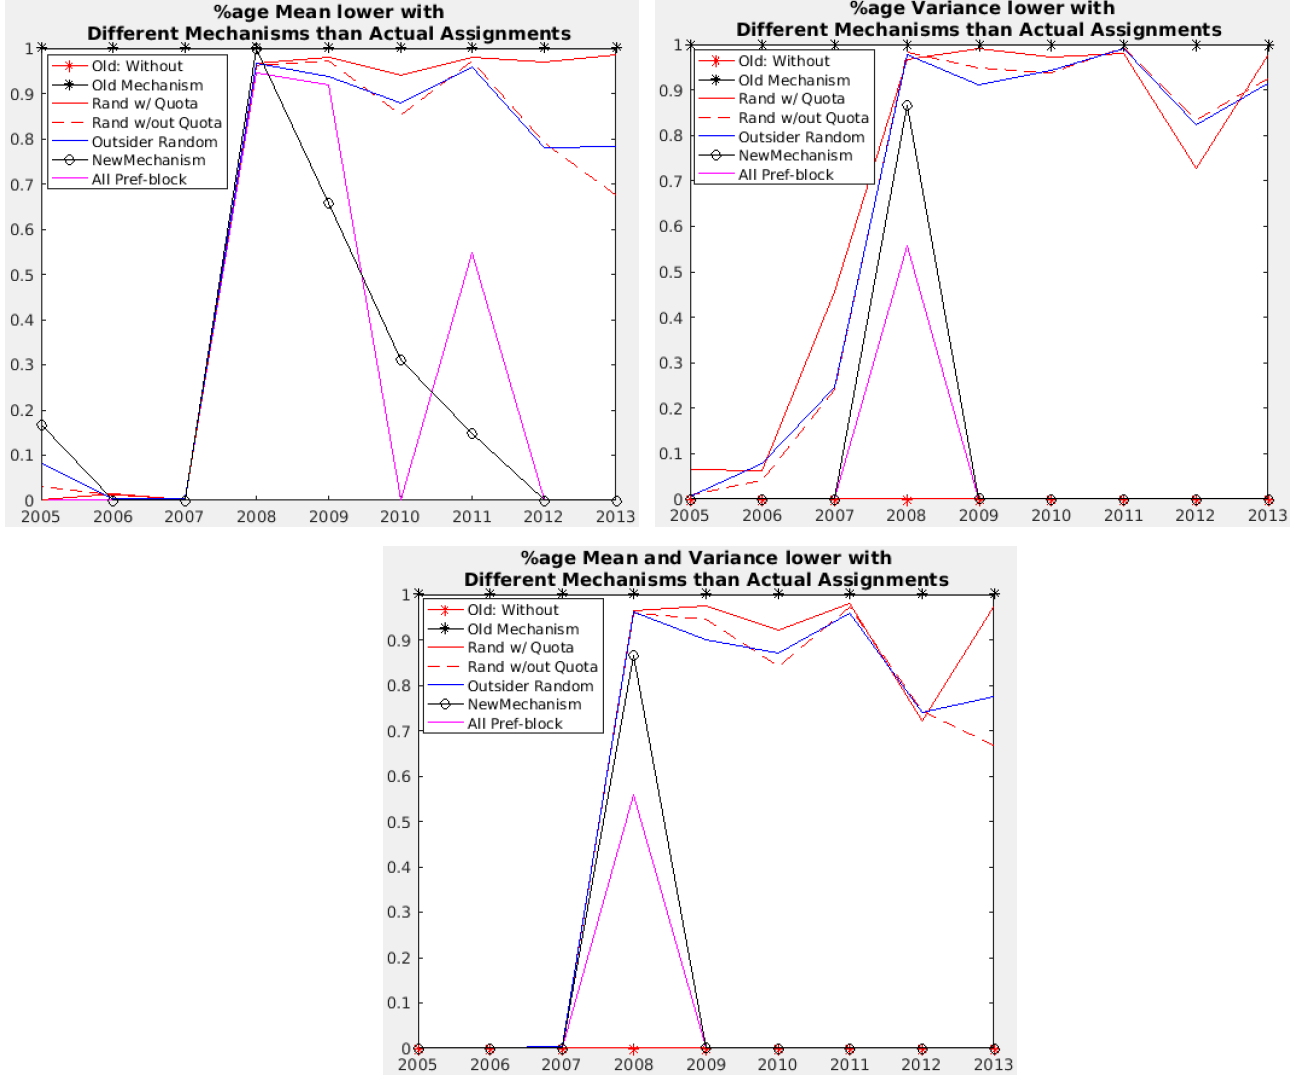 %age Mean lower with
Different Mechanisms than Actual Assignments
1
0.9
0.8
0.7
0.6
0.5
0.4
0.3
0.2
0.1
0
Old: Without
Old Mechanism
Rand w/ Quota
Rand w/out Quota
Outsider Random
NewMechanism
All Pref-block
2005 2006 2007 2008 2009 2010 2011 2012 2013
%age Variance lower with
Different Mechanisms than Actual Assignments
1
0.9
0.8
0.7
0.6
0.5
0.4
0.3
0.2
0.1
0
Old: Without
Old Mechanism
Rand w/ Quota
Rand w/out Quota
Outsider Random
NewMechanism
All Pref-block
2005 2006 2007 2008 2009 2010 2011 2012 2013
%age Mean and Variance lower with
Different Mechanisms than Actual Assignments
1
0.9
0.8
0.7
0.6
0.5
0.4
0.3
0.2
0.1
0
Old: Without
Old Mechanism
Rand w/ Quota
Rand w/out Quota
Outsider Random
NewMechanism
All Pref-block
2005 2006 2007 2008 2009 2010 2011 2012 2013